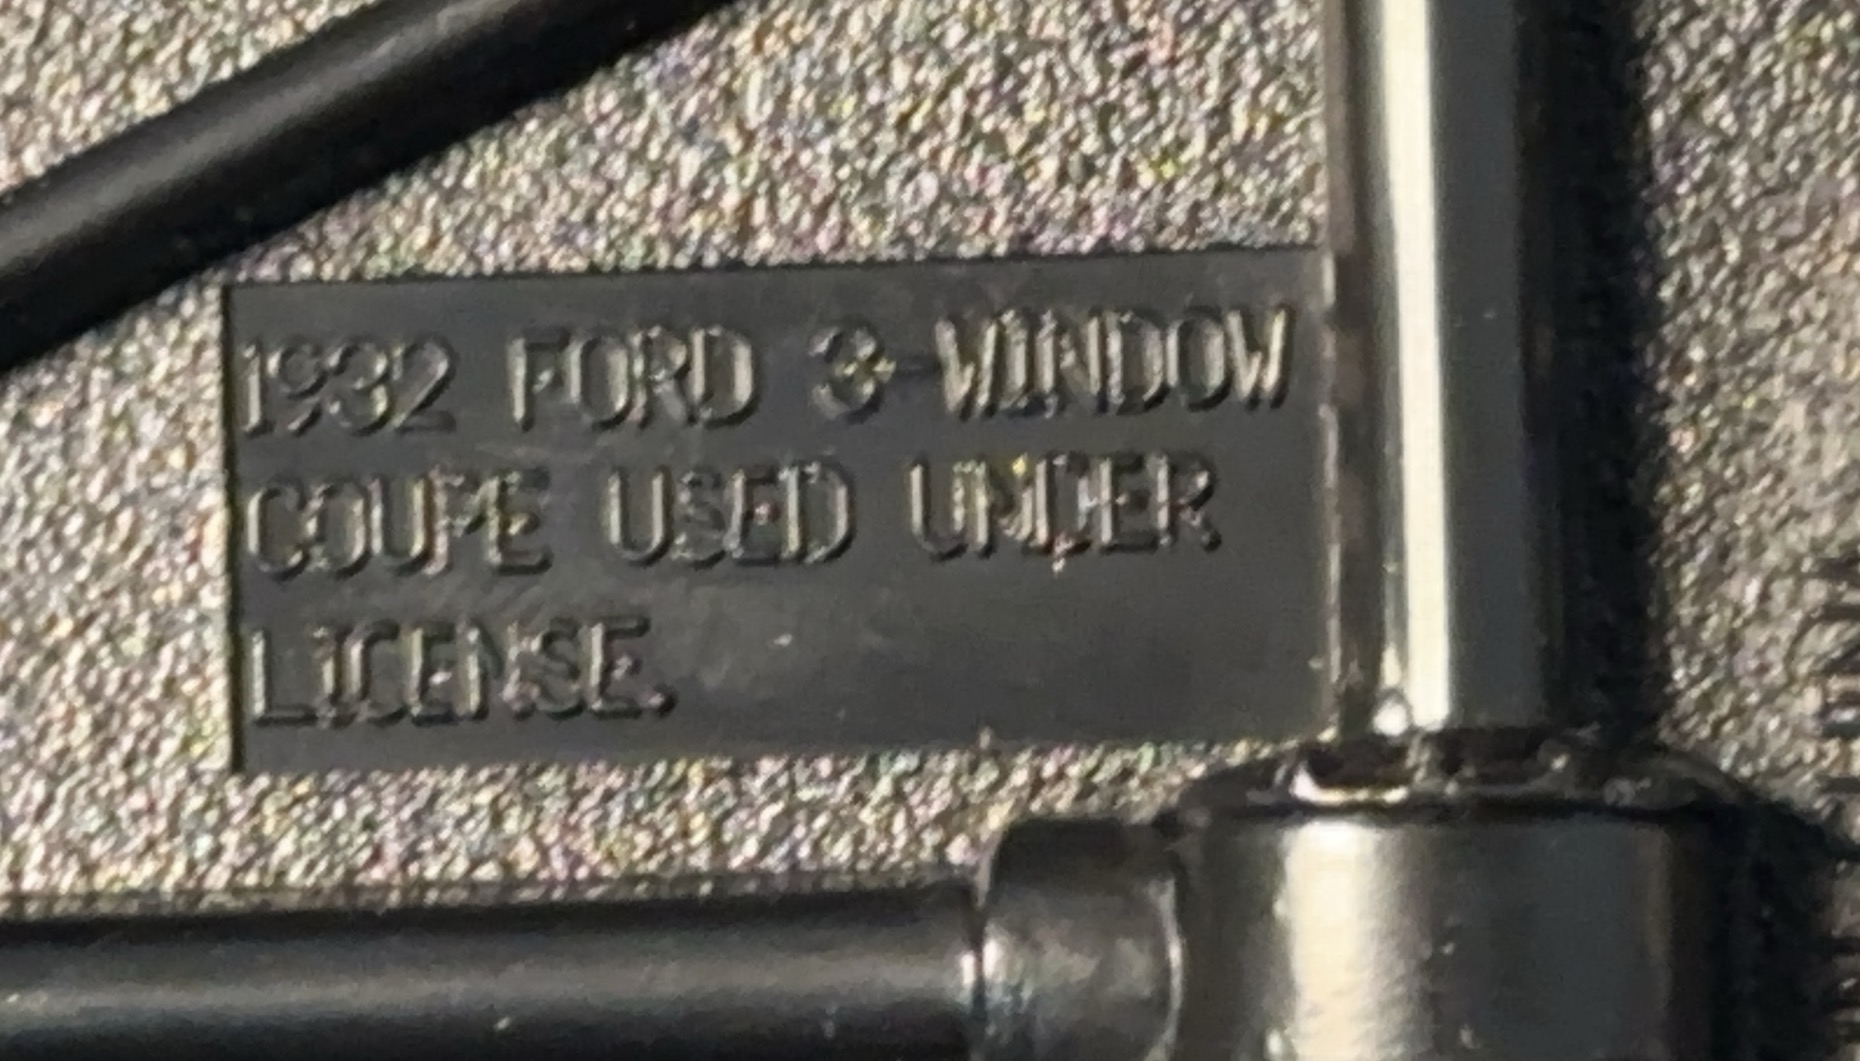 1932 FORD 3-WINDOW
COUPE USED UNDER
LICENSE.